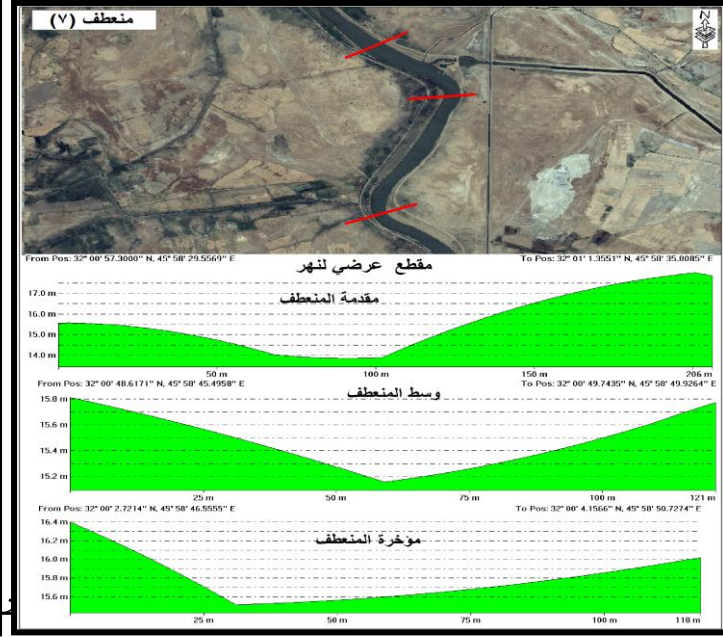 منعطف (٧)
N
From Pos: 32° 00' 57.3000" N, 45° 58' 29.5569" E
To Pos: 32° 01' 1.3551" N, 45° 58' 35.8085" E
مقطع عرضي لنهر
مقدمة المنعطف
17.0 m
16.0 m
15.0 m
14.0 m
50 m 100 m 150 m 206 m
From Pos: 32° 00' 48.6171" N, 45° 58' 45.4958" E
To Pos: 32° 00' 49.7435" N, 45° 58' 49.9264" E
وسط المنعطف
15.8 m
15.6 m
15.4 m
15.2 m
25 m 50 m 75 m 100 m 121 m
From Pos: 32° 00' 2.7214" N, 45° 58' 46.5555" E
To Pos: 32° 00' 4.1566" N, 45° 58' 50.7274" E
مؤخرة المنعطف
16.4 m
16.2 m
16.0 m
15.8 m
15.6 m
25 m 50 m 75 m 100 m 118 m